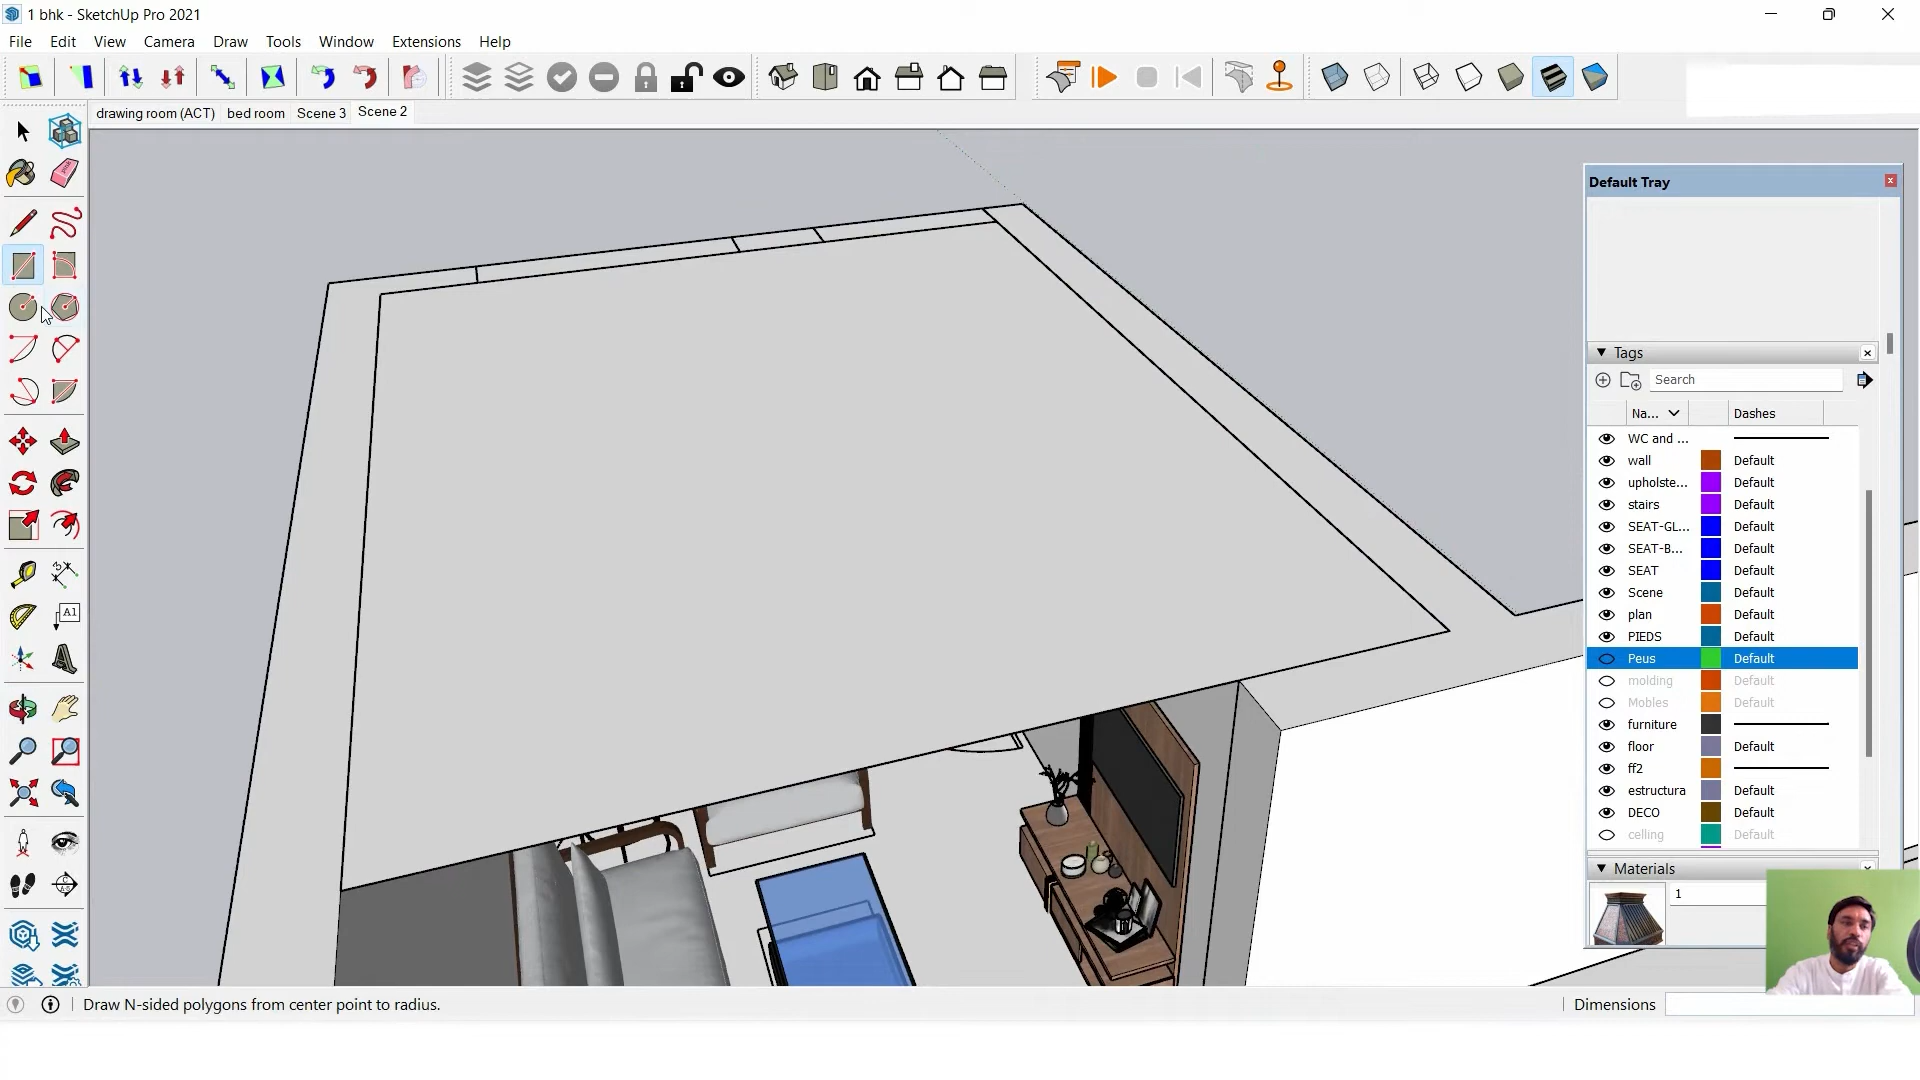 1 bhk - SketchUp Pro 2021
File Edit View Camera Draw Tools Window Extensions Help
drawing room (ACT) bed room Scene 3 Scene 2
Default Tray
Tags
Search
Na... Dashes
WC and ...
wall Default
upholste... Default
stairs Default
SEAT-GL... Default
SEAT-B... Default
SEAT Default
Scene Default
plan Default
PIEDS Default
Peus Default
molding Default
Mobles Default
furniture
floor Default
ff2
estructura Default
DECO Default
celling Default
Materials
1
A1
Draw N-sided polygons from center point to radius.
Dimensions